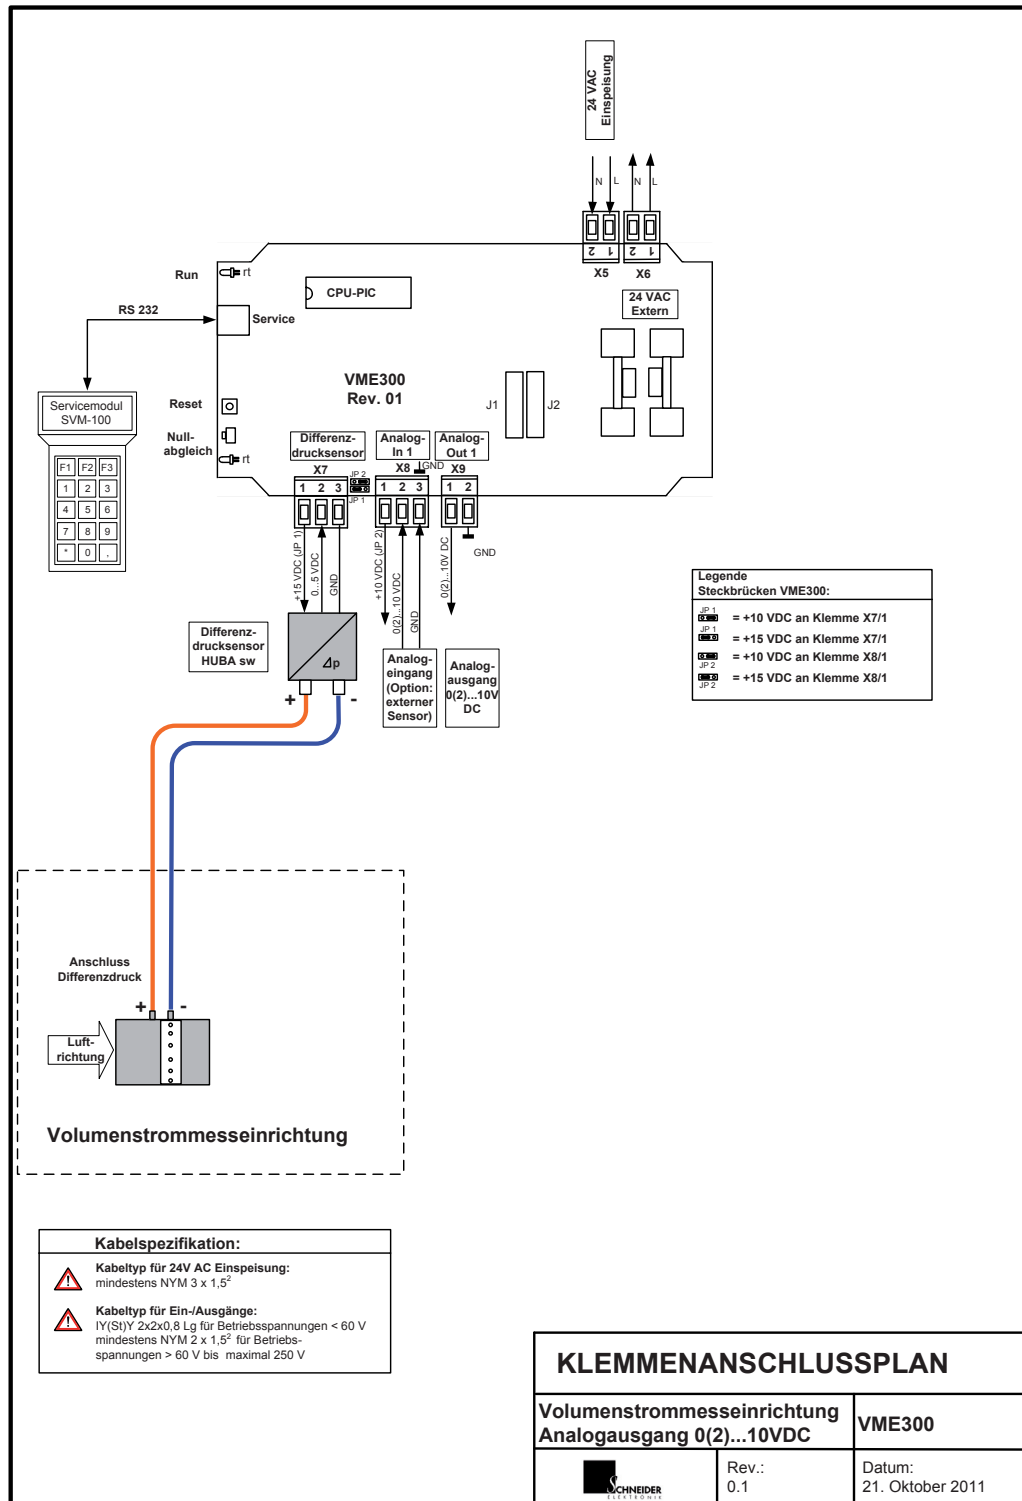 24 VAC
Einspeisung
N L N L
2 1 2 1
X5 X6
24 VAC
Extern
Run
rt
CPU-PIC
RS 232
Service
VME300
Rev. 01
J1 J2
Servicemodul
SVM-100
F1 F2 F3
1 2 3
4 5 6
7 8 9
* 0 ,
Reset
Null-
abgleich
rt
Differenz-
drucksensor
X7
JP 2
JP 1
1 2 3
Analog-
In 1
X8
GND
1 2 3
Analog-
Out 1
X9
1 2
GND
+15 VDC (JP 1)
0...5 VDC
GND
+10 VDC (JP 2)
0(2)...10 VDC
GND
0(2)...10V DC
Differenz-
drucksensor
HUBA sw
Δp
+ -
Analog-
eingang
(Option:
externer
Sensor)
Analog-
ausgang
0(2)...10V
DC
Legende
Steckbrücken VME300:
JP 1
= +10 VDC an Klemme X7/1
JP 1
= +15 VDC an Klemme X7/1
= +10 VDC an Klemme X8/1
JP 2
= +15 VDC an Klemme X8/1
JP 2
Anschluss
Differenzdruck
+ -
Luft-
richtung
Volumenstrommesseinrichtung
Kabelspezifikation:
Kabeltyp für 24V AC Einspeisung:
mindestens NYM 3 x 1,5²
Kabeltyp für Ein-/Ausgänge:
IY(St)Y 2x2x0,8 Lg für Betriebsspannungen < 60 V
mindestens NYM 2 x 1,5² für Betriebs-
spannungen > 60 V bis maximal 250 V
KLEMMENANSCHLUSSPLAN
Volumenstrommesseinrichtung
Analogausgang 0(2)...10VDC
VME300
SCHNEIDER
ELEKTRONIK
Rev.:
0.1
Datum:
21. Oktober 2011